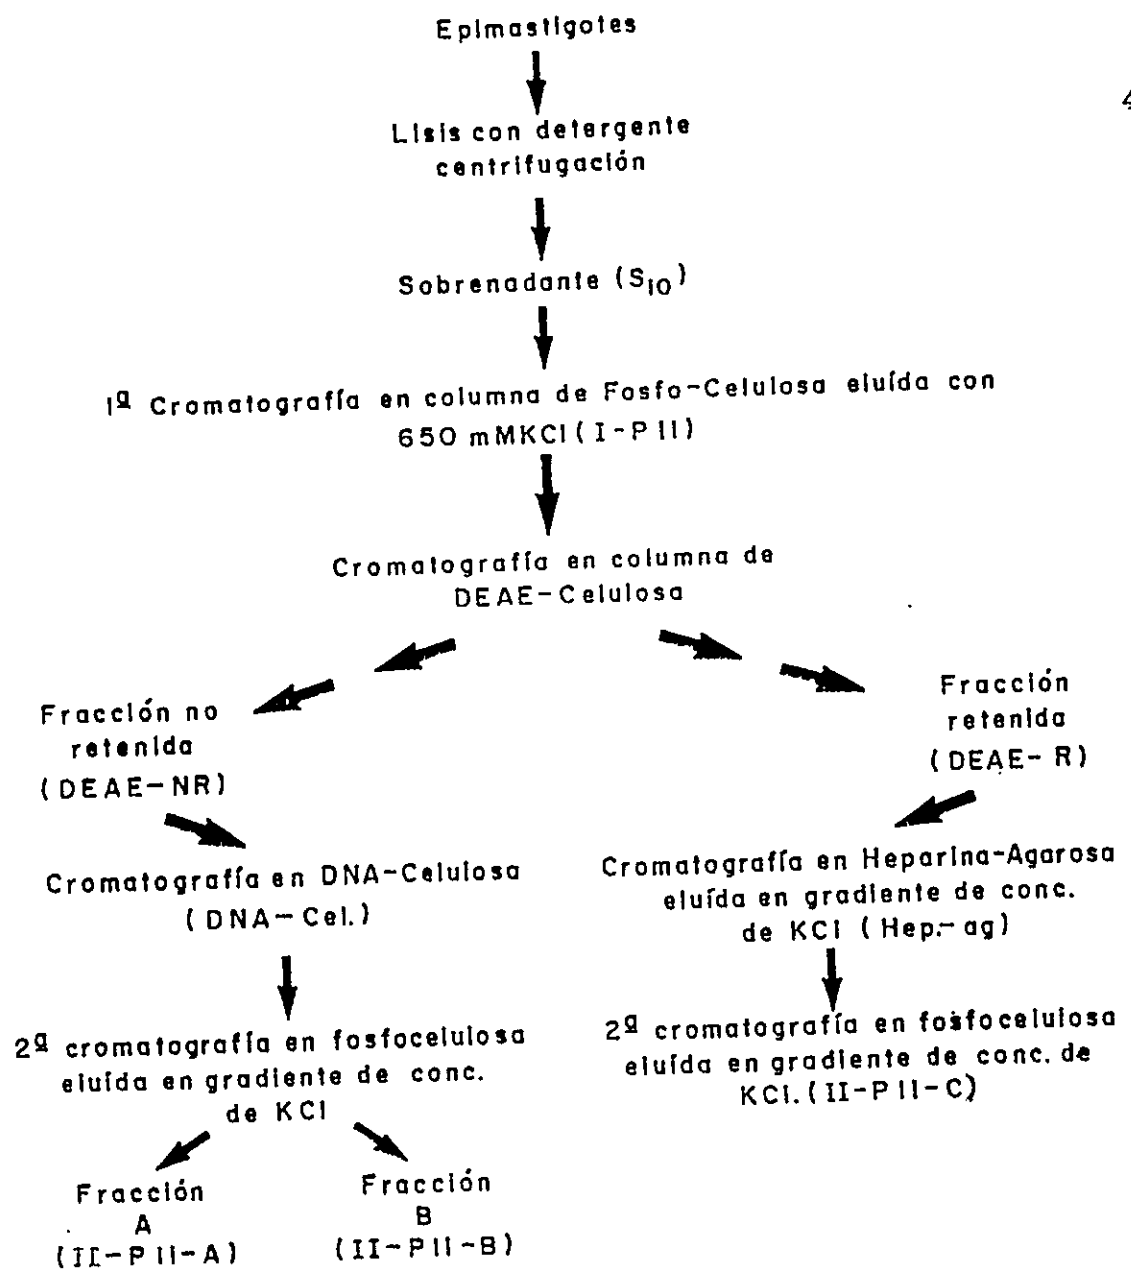 Epimastigotes
4
Lisis con detergente
centrifugación
Sobrenadante (S10)
1ª Cromatografía en columna de Fosfo-Celulosa eluída con
650 mMKCl (I-P11)
Cromatografía en columna de
DEAE-Celulosa
Fracción no
retenida
(DEAE-NR)
Fracción
retenida
(DEAE-R)
Cromatografía en DNA-Celulosa
(DNA-Cel.)
Cromatografía en Heparina-Agarosa
eluída en gradiente de conc.
de KCl (Hep.-ag)
2ª cromatografía en fosfocelulosa
eluída en gradiente de conc.
de KCl
2ª cromatografía en fosfocelulosa
eluída en gradiente de conc. de
KCl. (II-P11-C)
Fracción
A
(II-P11-A)
Fracción
B
(II-P11-B)